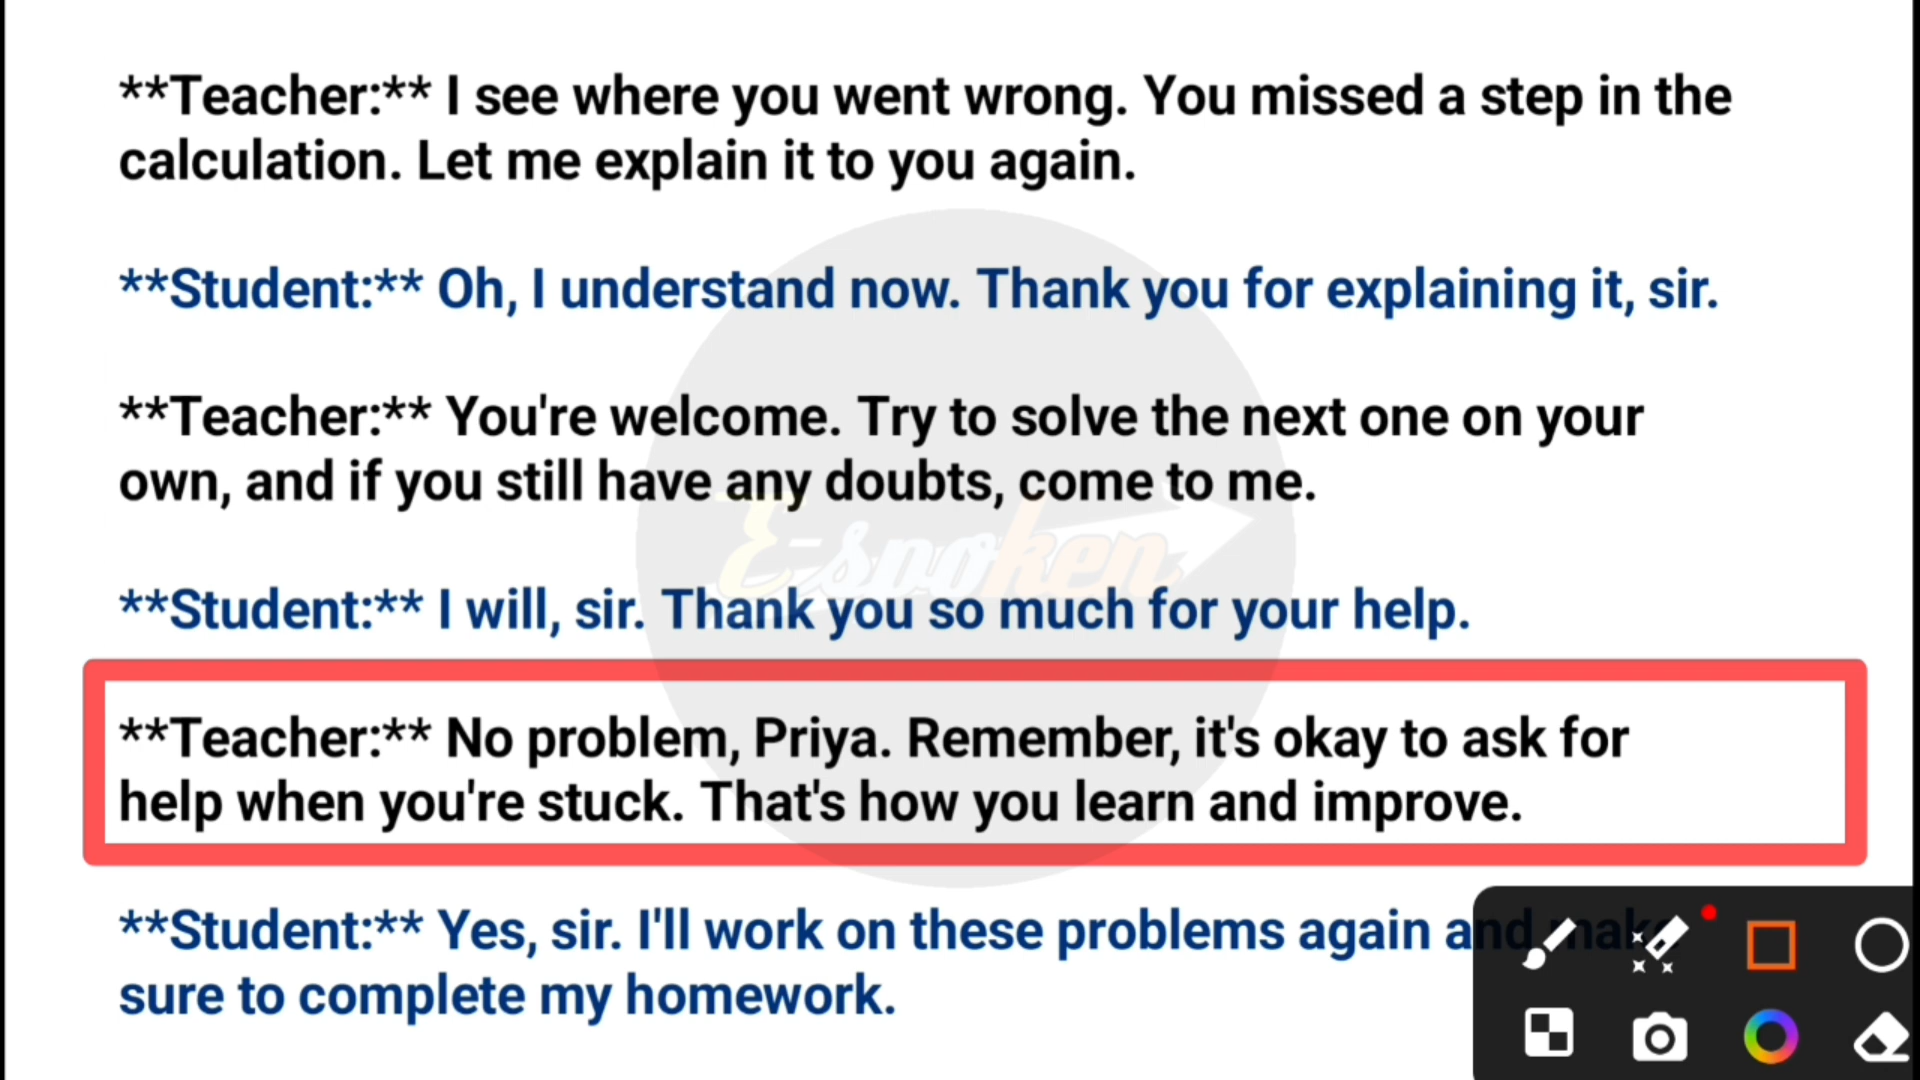 **Teacher:** I see where you went wrong. You missed a step in the
calculation. Let me explain it to you again.
**Student:** Oh, I understand now. Thank you for explaining it, sir.
**Teacher:** You're welcome. Try to solve the next one on your
own, and if you still have any doubts, come to me.
E-spoken
**Student:** I will, sir. Thank you so much for your help.
**Teacher:** No problem, Priya. Remember, it's okay to ask for
help when you're stuck. That's how you learn and improve.
**Student:** Yes, sir. I'll work on these problems again and make
sure to complete my homework.